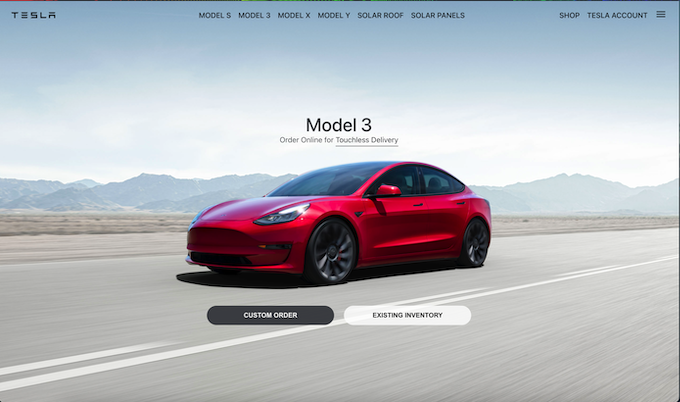 TESLA MODEL S MODEL 3 MODEL X MODEL Y SOLAR ROOF SOLAR PANELS SHOP TESLA ACCOUNT
Model 3
Order Online for Touchless Delivery
CUSTOM ORDER EXISTING INVENTORY